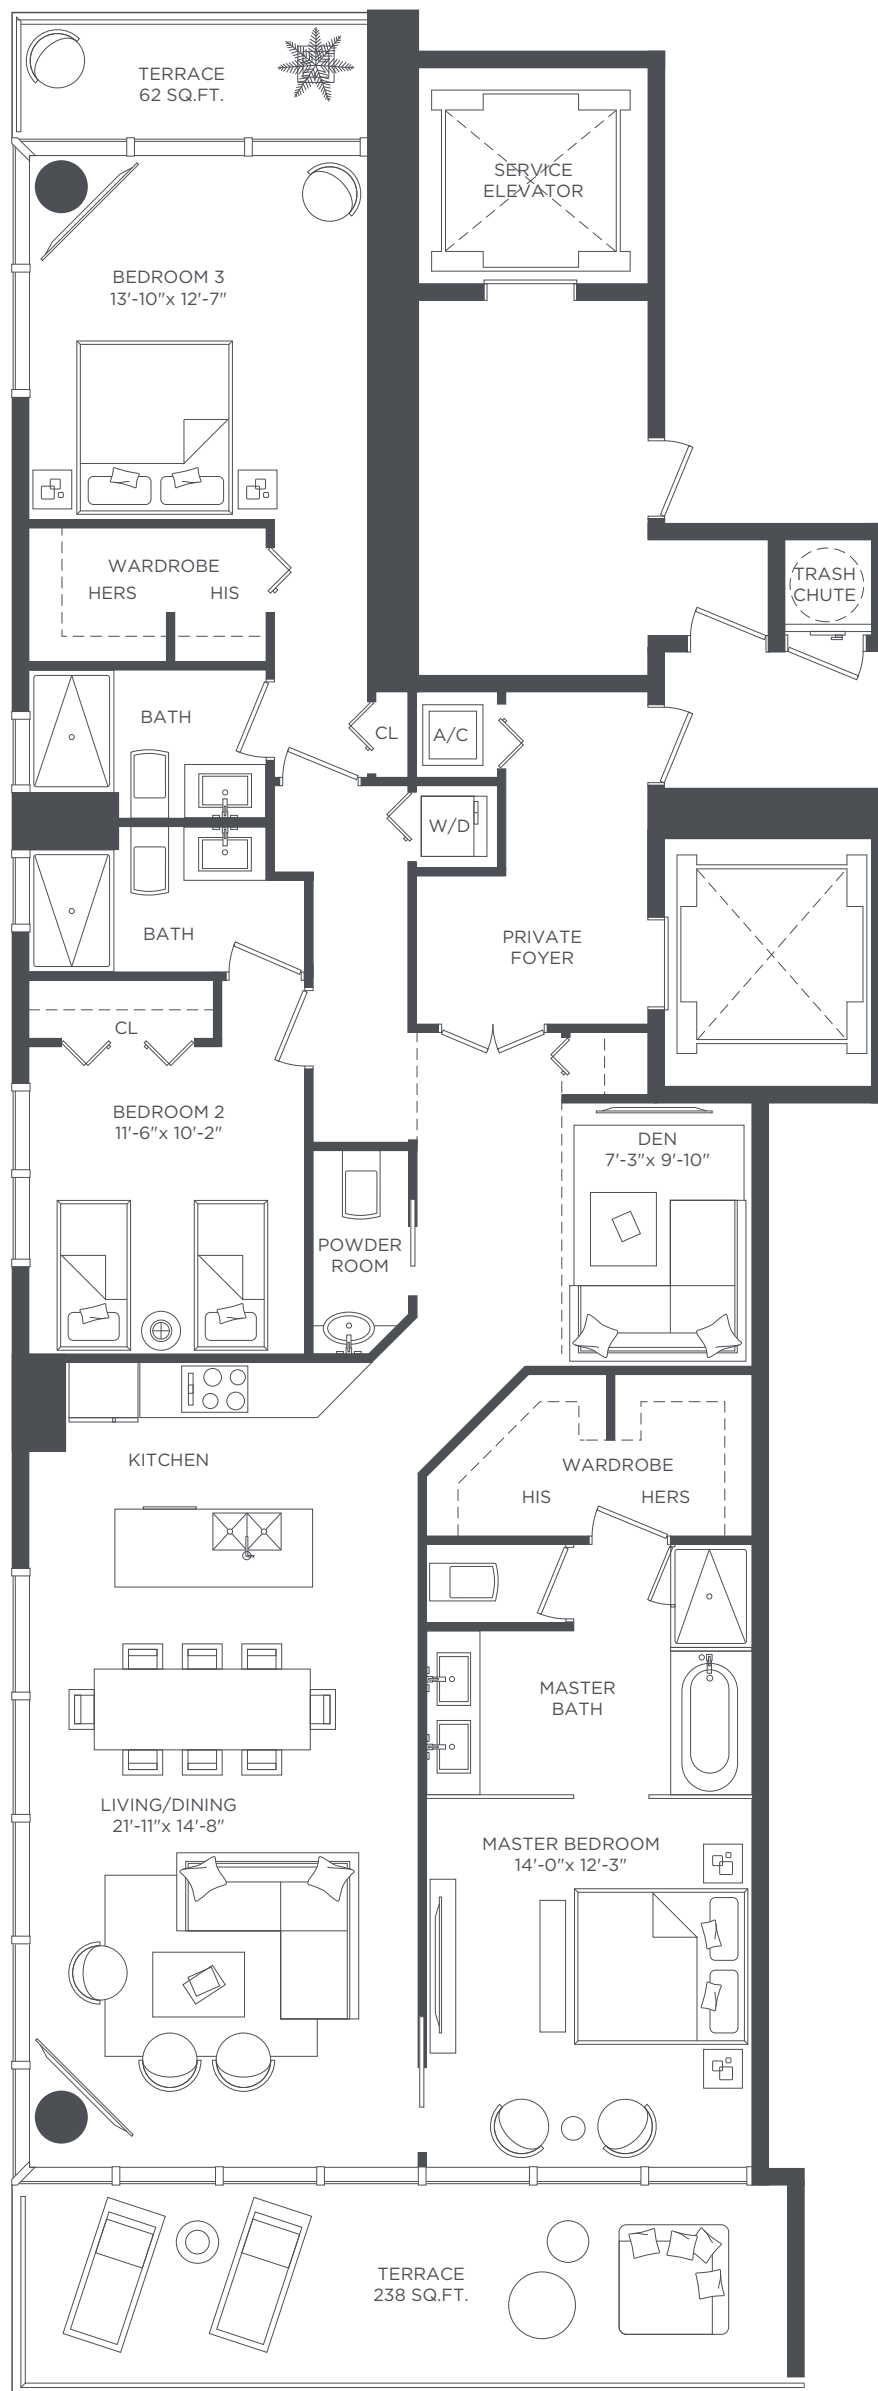 TERRACE
62 SQ.FT.
SERVICE
ELEVATOR
BEDROOM 3
13'-10"x 12'-7"
WARDROBE
HERS HIS
TRASH
CHUTE
BATH
CL
A/C
W/D
BATH
PRIVATE
FOYER
CL
BEDROOM 2
11'-6"x 10'-2"
DEN
7'-3"x 9'-10"
POWDER
ROOM
KITCHEN
WARDROBE
HIS HERS
MASTER
BATH
LIVING/DINING
21'-11"x 14'-8"
MASTER BEDROOM
14'-0"x 12'-3"
TERRACE
238 SQ.FT.